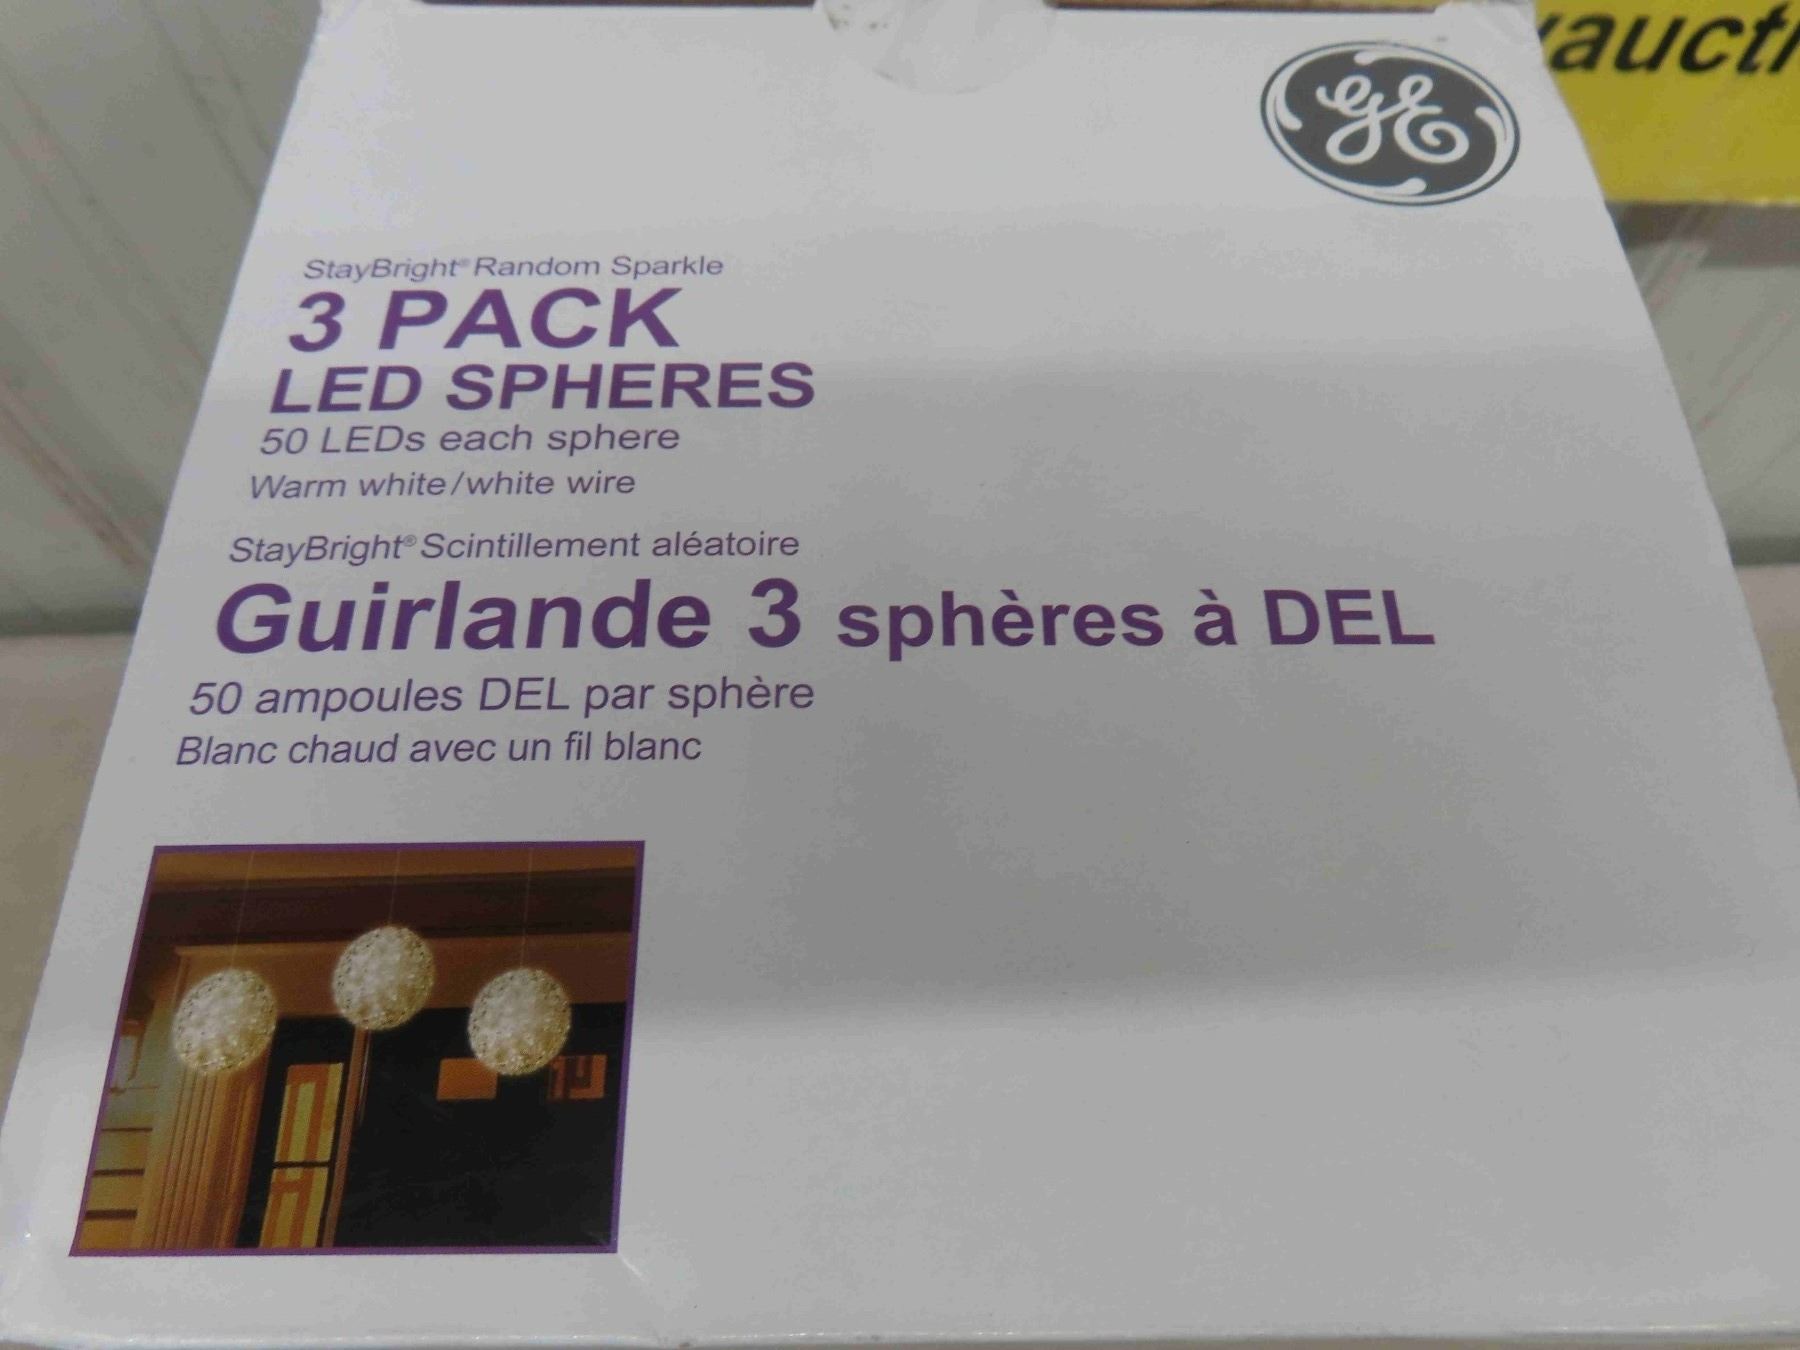 vaucti
GE
StayBright® Random Sparkle
3 PACK
LED SPHERES
50 LEDs each sphere
Warm white/white wire
StayBright® Scintillement aléatoire
Guirlande 3 sphères à DEL
50 ampoules DEL par sphère
Blanc chaud avec un fil blanc